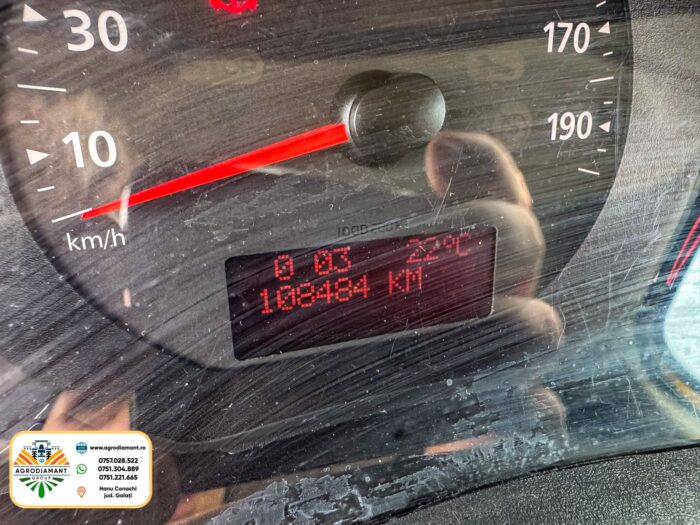 30
170
10
190
km/h
0 03 22°C
108484 KM
AGRODIAMANT
GROUP
www.agrodiamant.ro
0757.028.522
0751.304.889
0751.221.665
Hanu Conachi
jud. Galați